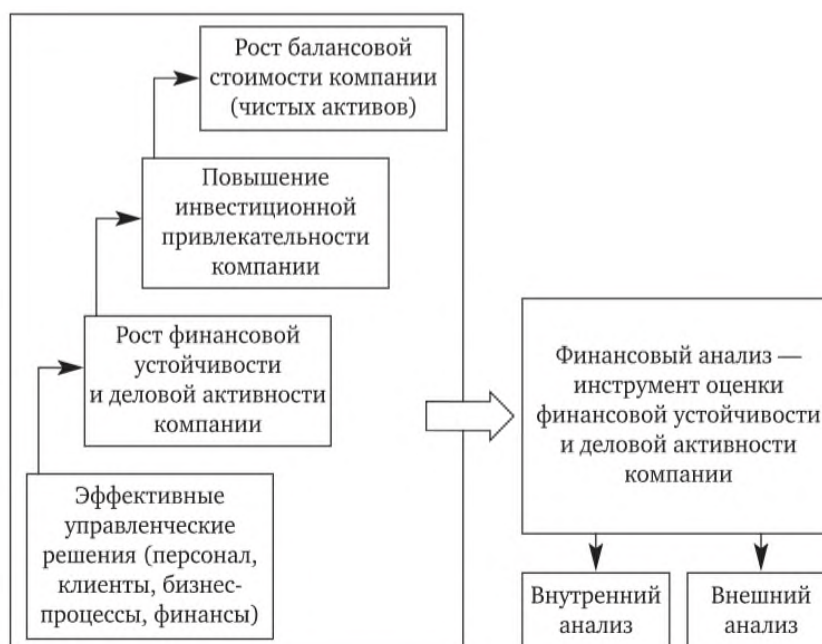 Рост балансовой
стоимости компании
(чистых активов)
Повышение
инвестиционной
привлекательности
компании
Рост финансовой
устойчивости
и деловой активности
компании
Эффективные
управленческие
решения (персонал,
клиенты, бизнес-
процессы, финансы)
Финансовый анализ —
инструмент оценки
финансовой устойчивости
и деловой активности
компании
Внутренний
анализ
Внешний
анализ